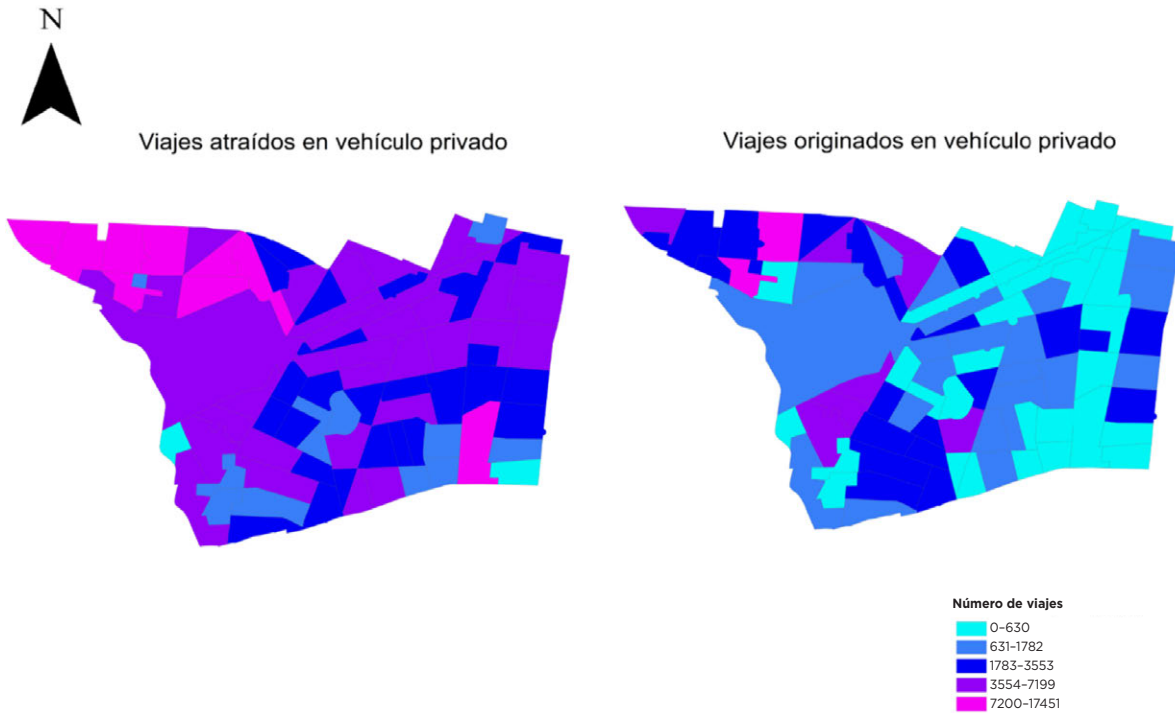 N
Viajes atraídos en vehículo privado
Viajes originados en vehículo privado
Número de viajes
0-630
631-1782
1783-3553
3554-7199
7200-17451